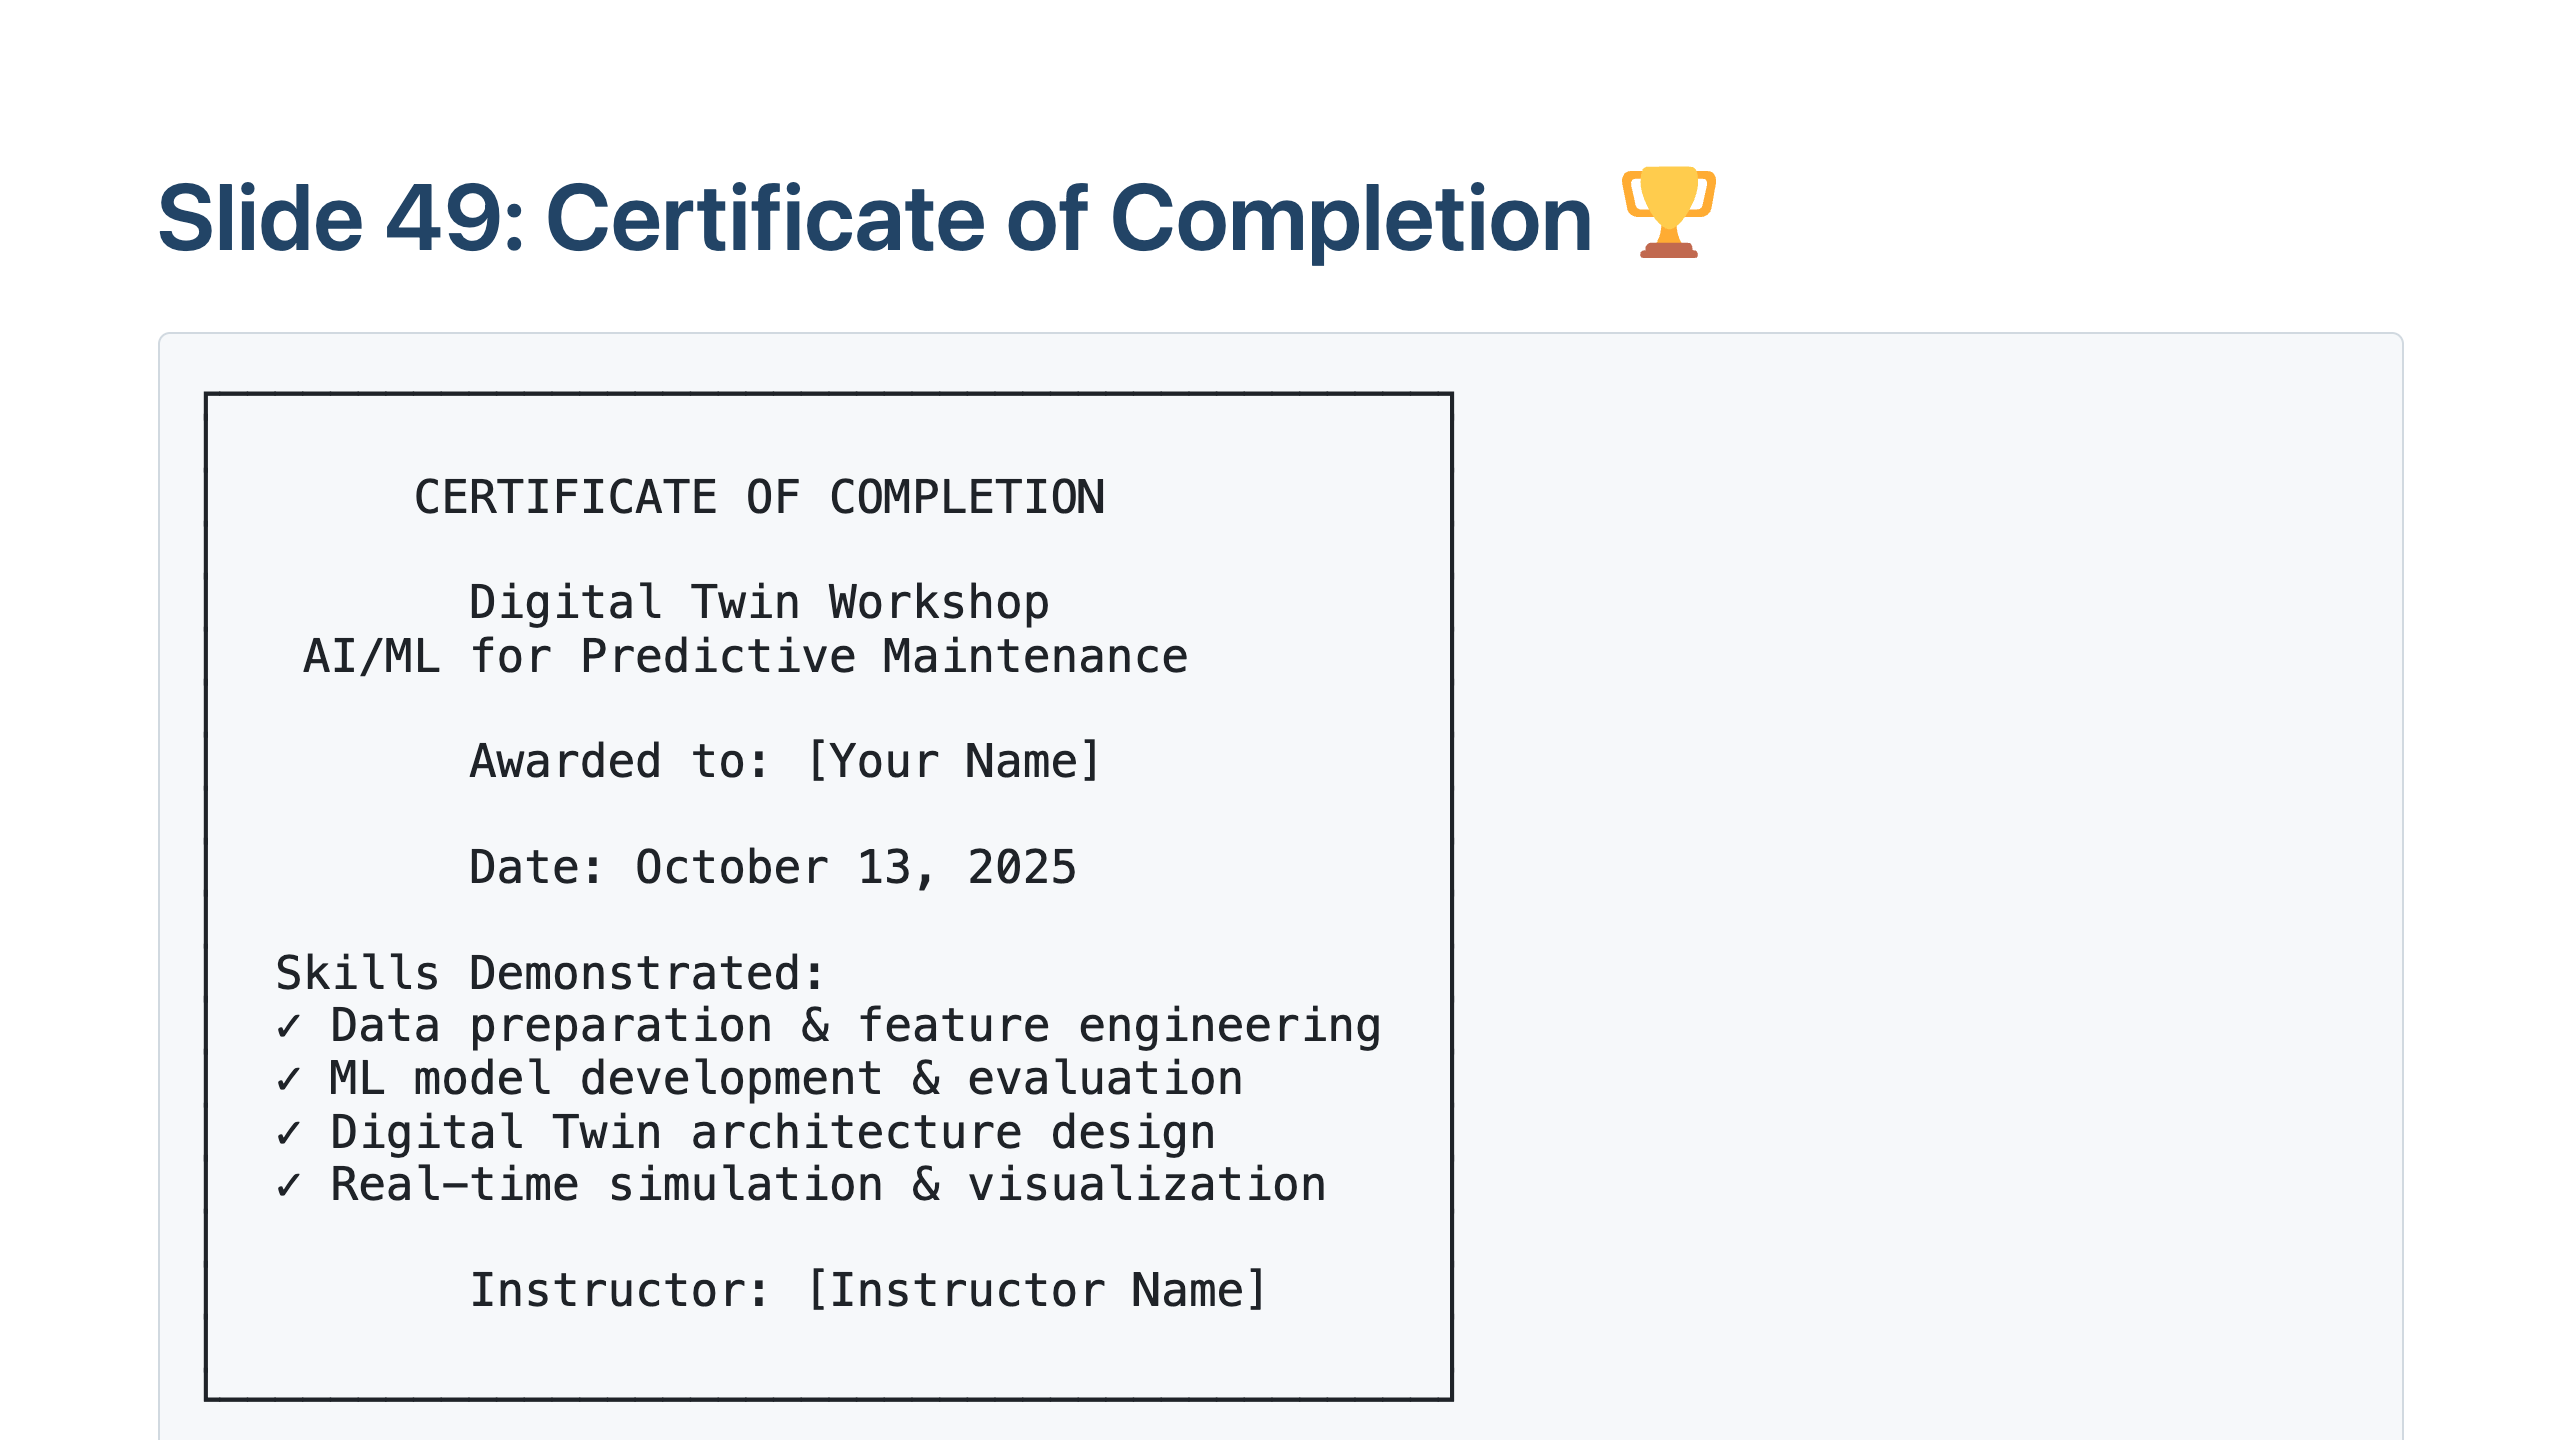 Slide 49: Certificate of Completion 🏆
CERTIFICATE OF COMPLETION
Digital Twin Workshop
AI/ML for Predictive Maintenance
Awarded to: [Your Name]
Date: October 13, 2025
Skills Demonstrated:
✓ Data preparation & feature engineering
✓ ML model development & evaluation
✓ Digital Twin architecture design
✓ Real-time simulation & visualization
Instructor: [Instructor Name]